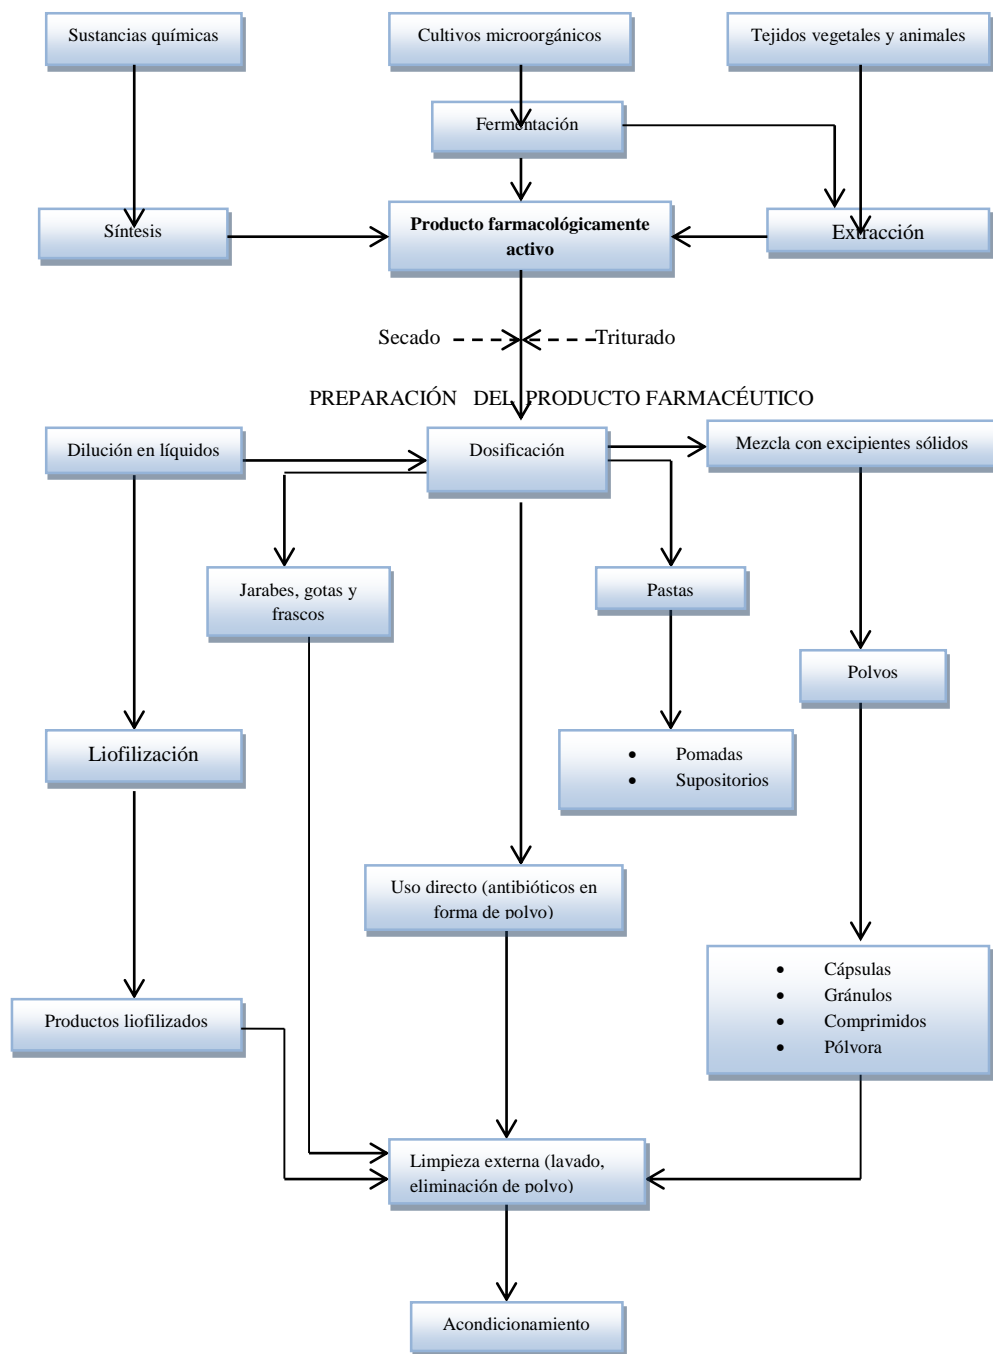 Sustancias químicas
Cultivos microorgánicos
Tejidos vegetales y animales
Fermentación
Síntesis
Producto farmacológicamente
activo
Extracción
Secado
Triturado
PREPARACIÓN DEL PRODUCTO FARMACÉUTICO
Dilución en líquidos
Dosificación
Mezcla con excipientes sólidos
Jarabes, gotas y
frascos
Pastas
Polvos
Liofilización
• Pomadas
• Supositorios
Uso directo (antibióticos en
forma de polvo)
• Cápsulas
• Gránulos
• Comprimidos
• Pólvora
Productos liofilizados
Limpieza externa (lavado,
eliminación de polvo)
Acondicionamiento